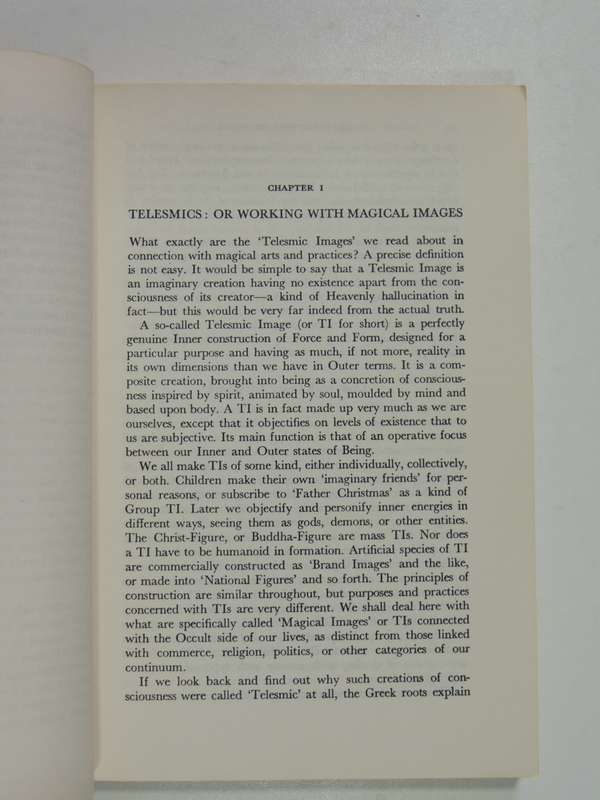 CHAPTER I
TELESMICS: OR WORKING WITH MAGICAL IMAGES
What exactly are the 'Telesmic Images' we read about in
connection with magical arts and practices? A precise definition
is not easy. It would be simple to say that a Telesmic Image is
an imaginary creation having no existence apart from the con-
sciousness of its creator—a kind of Heavenly hallucination in
fact—but this would be very far indeed from the actual truth.
A so-called Telesmic Image (or TI for short) is a perfectly
genuine Inner construction of Force and Form, designed for a
particular purpose and having as much, if not more, reality in
its own dimensions than we have in Outer terms. It is a com-
posite creation, brought into being as a concretion of conscious-
ness inspired by spirit, animated by soul, moulded by mind and
based upon body. A TI is in fact made up very much as we are
ourselves, except that it objectifies on levels of existence that to
us are subjective. Its main function is that of an operative focus
between our Inner and Outer states of Being.
We all make TIs of some kind, either individually, collectively,
or both. Children make their own 'imaginary friends' for per-
sonal reasons, or subscribe to 'Father Christmas' as a kind of
Group TI. Later we objectify and personify inner energies in
different ways, seeing them as gods, demons, or other entities.
The Christ-Figure, or Buddha-Figure are mass TIs. Nor does
a TI have to be humanoid in formation. Artificial species of TI
are commercially constructed as 'Brand Images' and the like,
or made into 'National Figures' and so forth. The principles of
construction are similar throughout, but purposes and practices
concerned with TIs are very different. We shall deal here with
what are specifically called 'Magical Images' or TIs connected
with the Occult side of our lives, as distinct from those linked
with commerce, religion, politics, or other categories of our
continuum.
If we look back and find out why such creations of con-
sciousness were called 'Telesmic' at all, the Greek roots explain